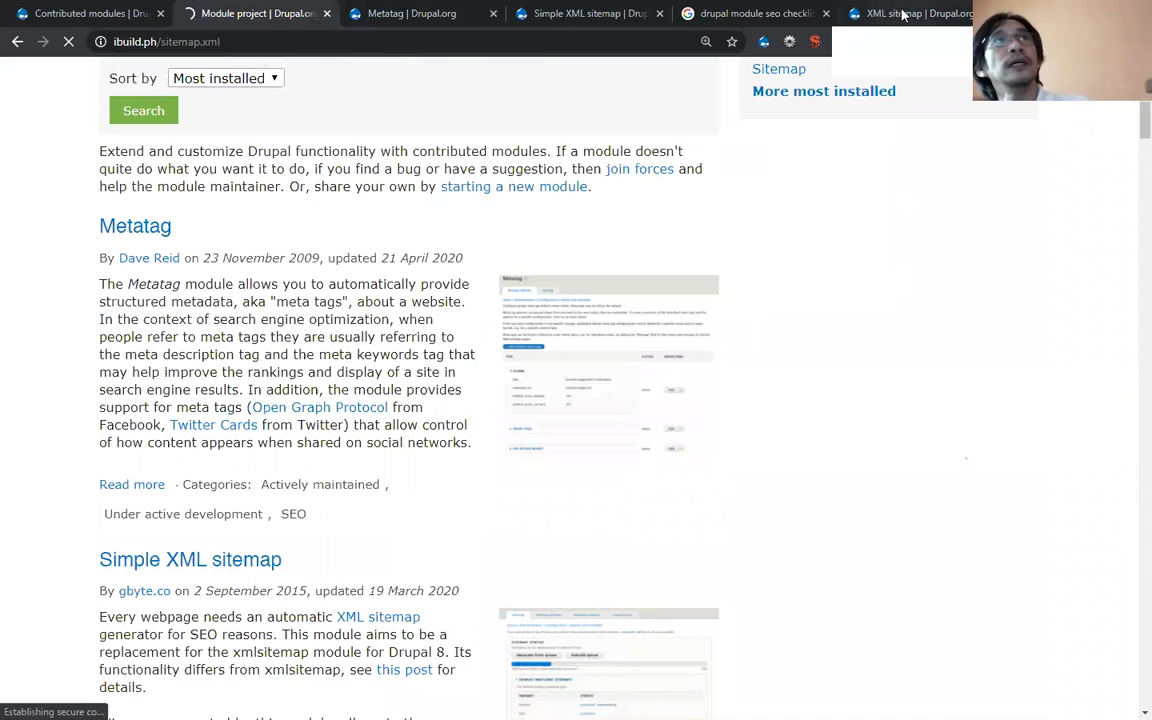 Contributed modules | Dru
Module project | Drupal.or
Metatag | Drupal.org
Simple XML sitemap | Drup
drupal module seo checkli
XML sitemap | Drupal.org
ibuild.ph/sitemap.xml
Sort by Most installed
Search
Sitemap
More most installed
Extend and customize Drupal functionality with contributed modules. If a module doesn't
quite do what you want it to do, if you find a bug or have a suggestion, then join forces and
help the module maintainer. Or, share your own by starting a new module.
Metatag
By Dave Reid on 23 November 2009, updated 21 April 2020
The Metatag module allows you to automatically provide
structured metadata, aka "meta tags", about a website.
In the context of search engine optimization, when
people refer to meta tags they are usually referring to
the meta description tag and the meta keywords tag that
may help improve the rankings and display of a site in
search engine results. In addition, the module provides
support for meta tags (Open Graph Protocol from
Facebook, Twitter Cards from Twitter) that allow control
of how content appears when shared on social networks.
Read more · Categories: Actively maintained ,
Under active development , SEO
Simple XML sitemap
By gbyte.co on 2 September 2015, updated 19 March 2020
Every webpage needs an automatic XML sitemap
generator for SEO reasons. This module aims to be a
replacement for the xmlsitemap module for Drupal 8. Its
functionality differs from xmlsitemap, see this post for
details.
Establishing secure co...